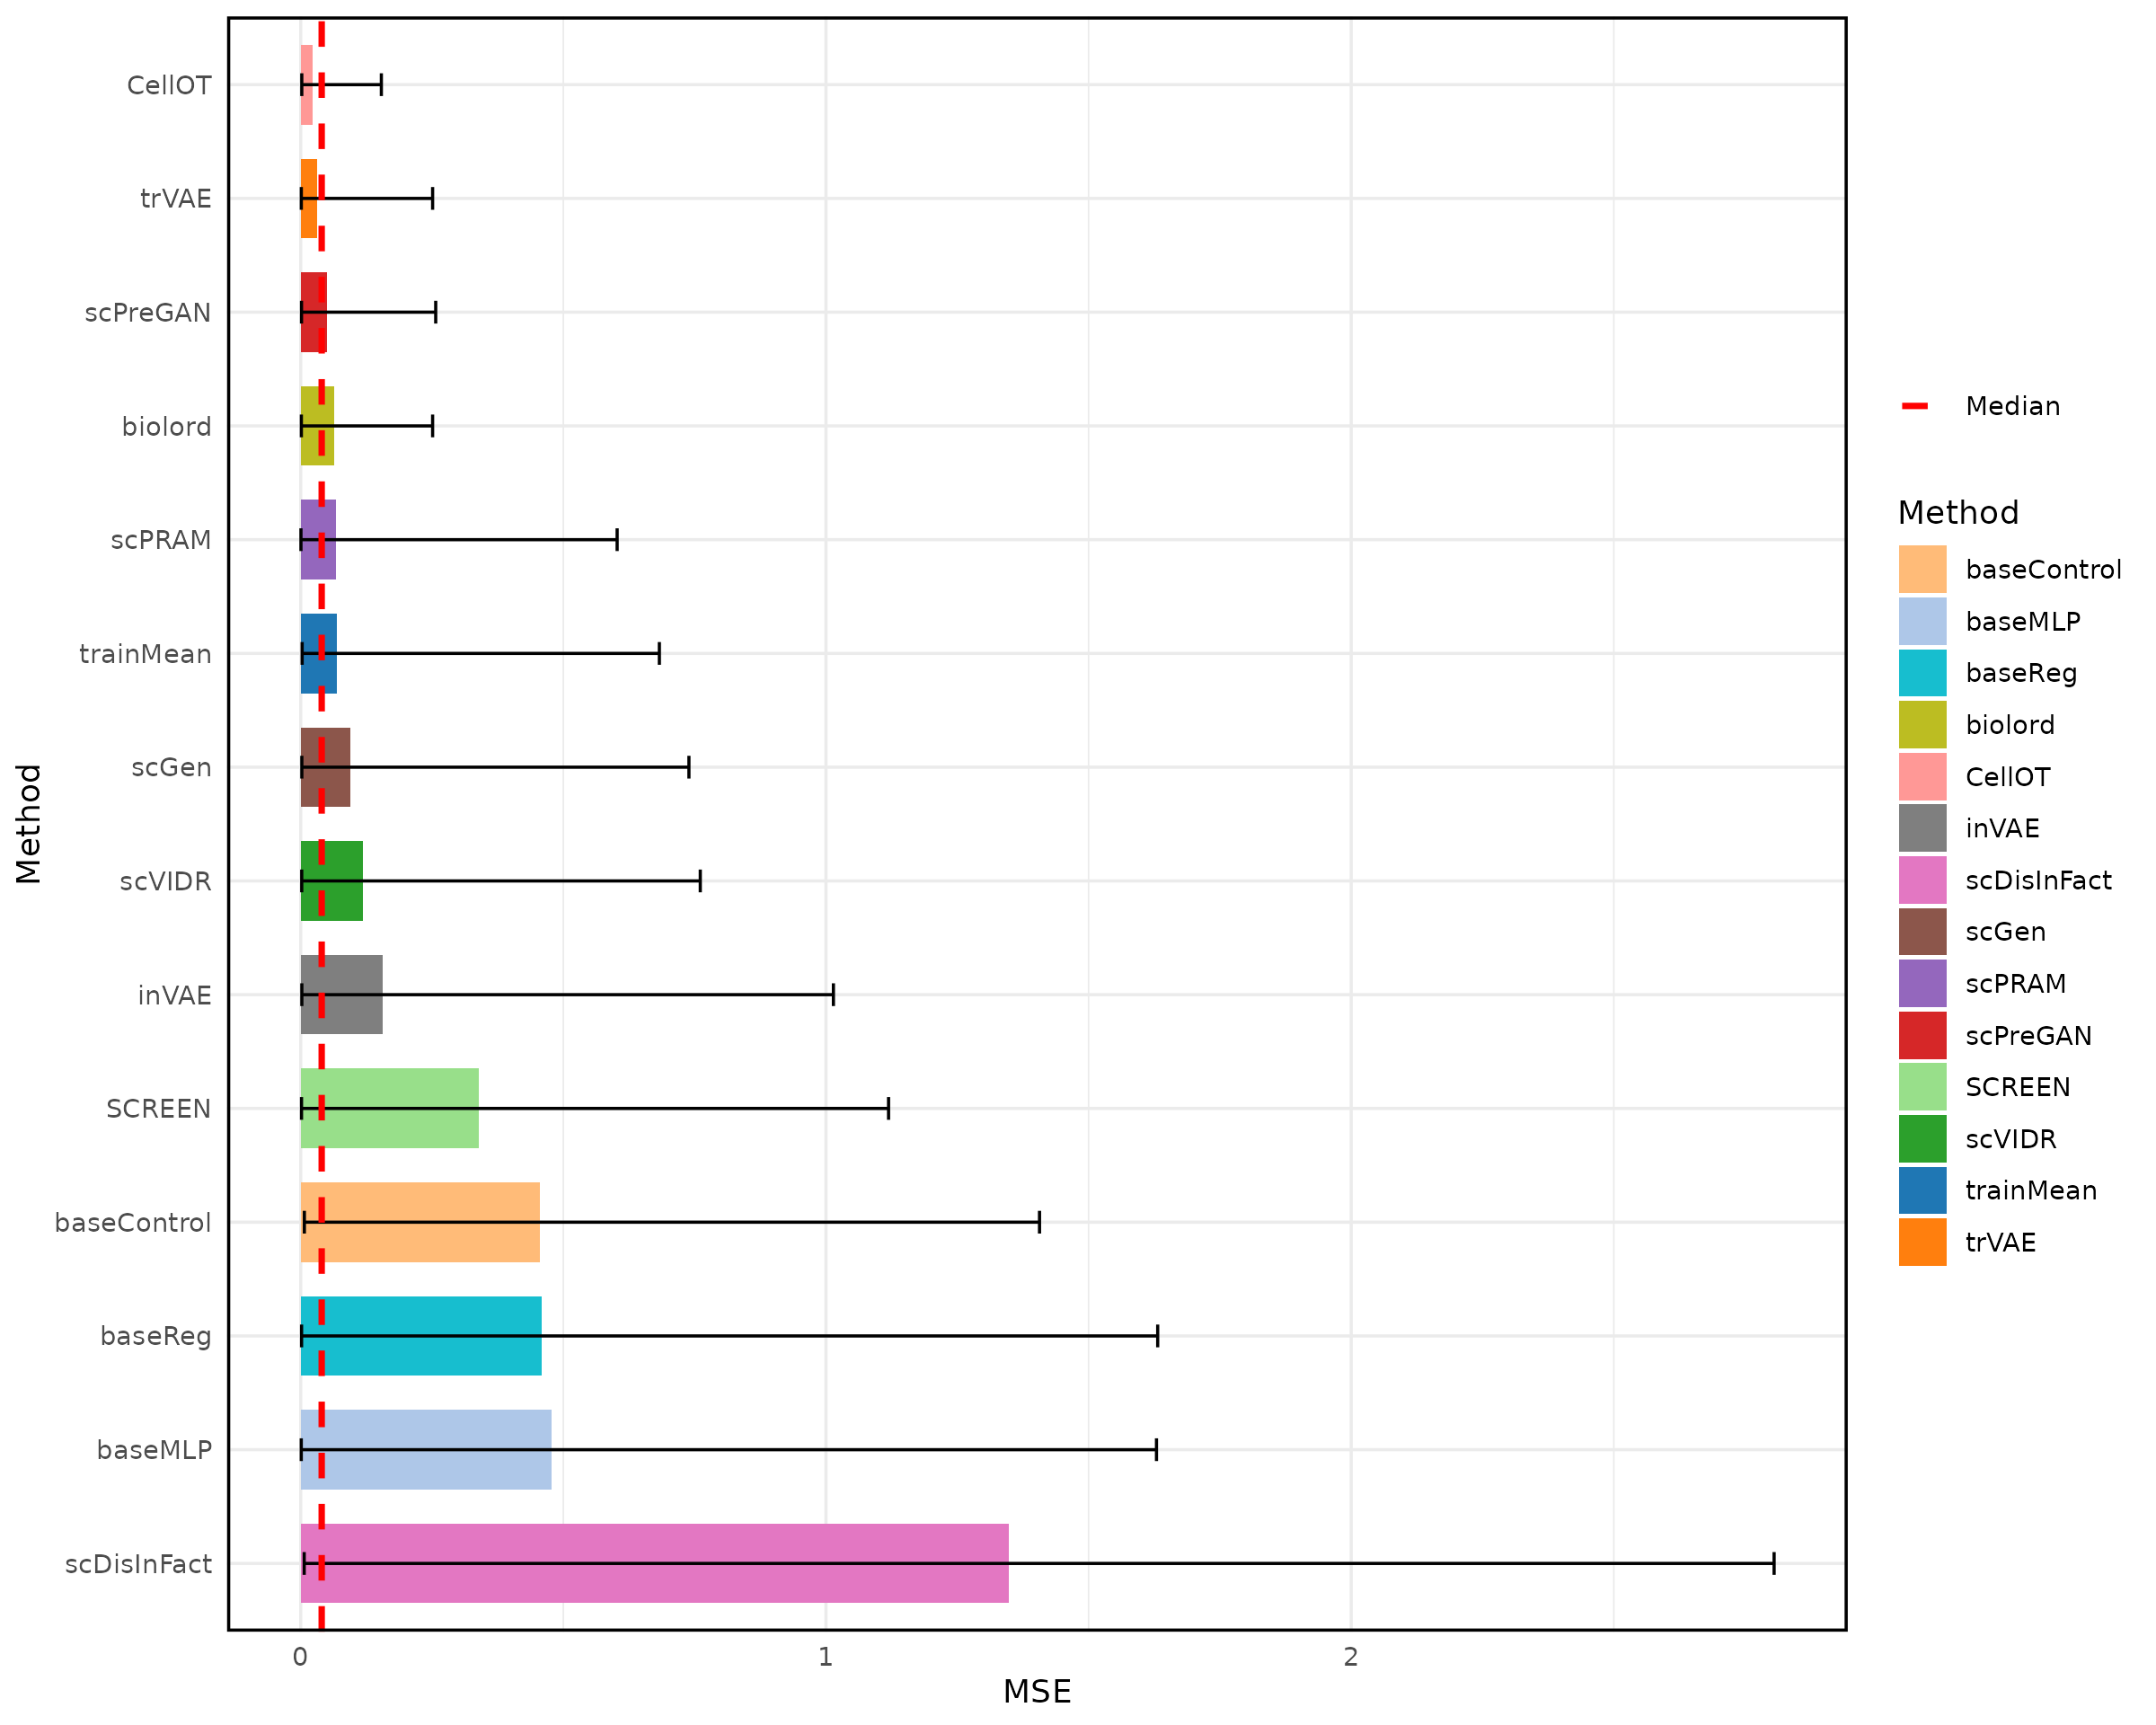 CellOT
trVAE
scPreGAN
biolord
scPRAM
trainMean
scGen
scVIDR
inVAE
SCREEN
baseControl
baseReg
baseMLP
scDisInFact
Method
0 1 2
MSE
Median
Method
baseControl
baseMLP
baseReg
biolord
CellOT
inVAE
scDisInFact
scGen
scPRAM
scPreGAN
SCREEN
scVIDR
trainMean
trVAE